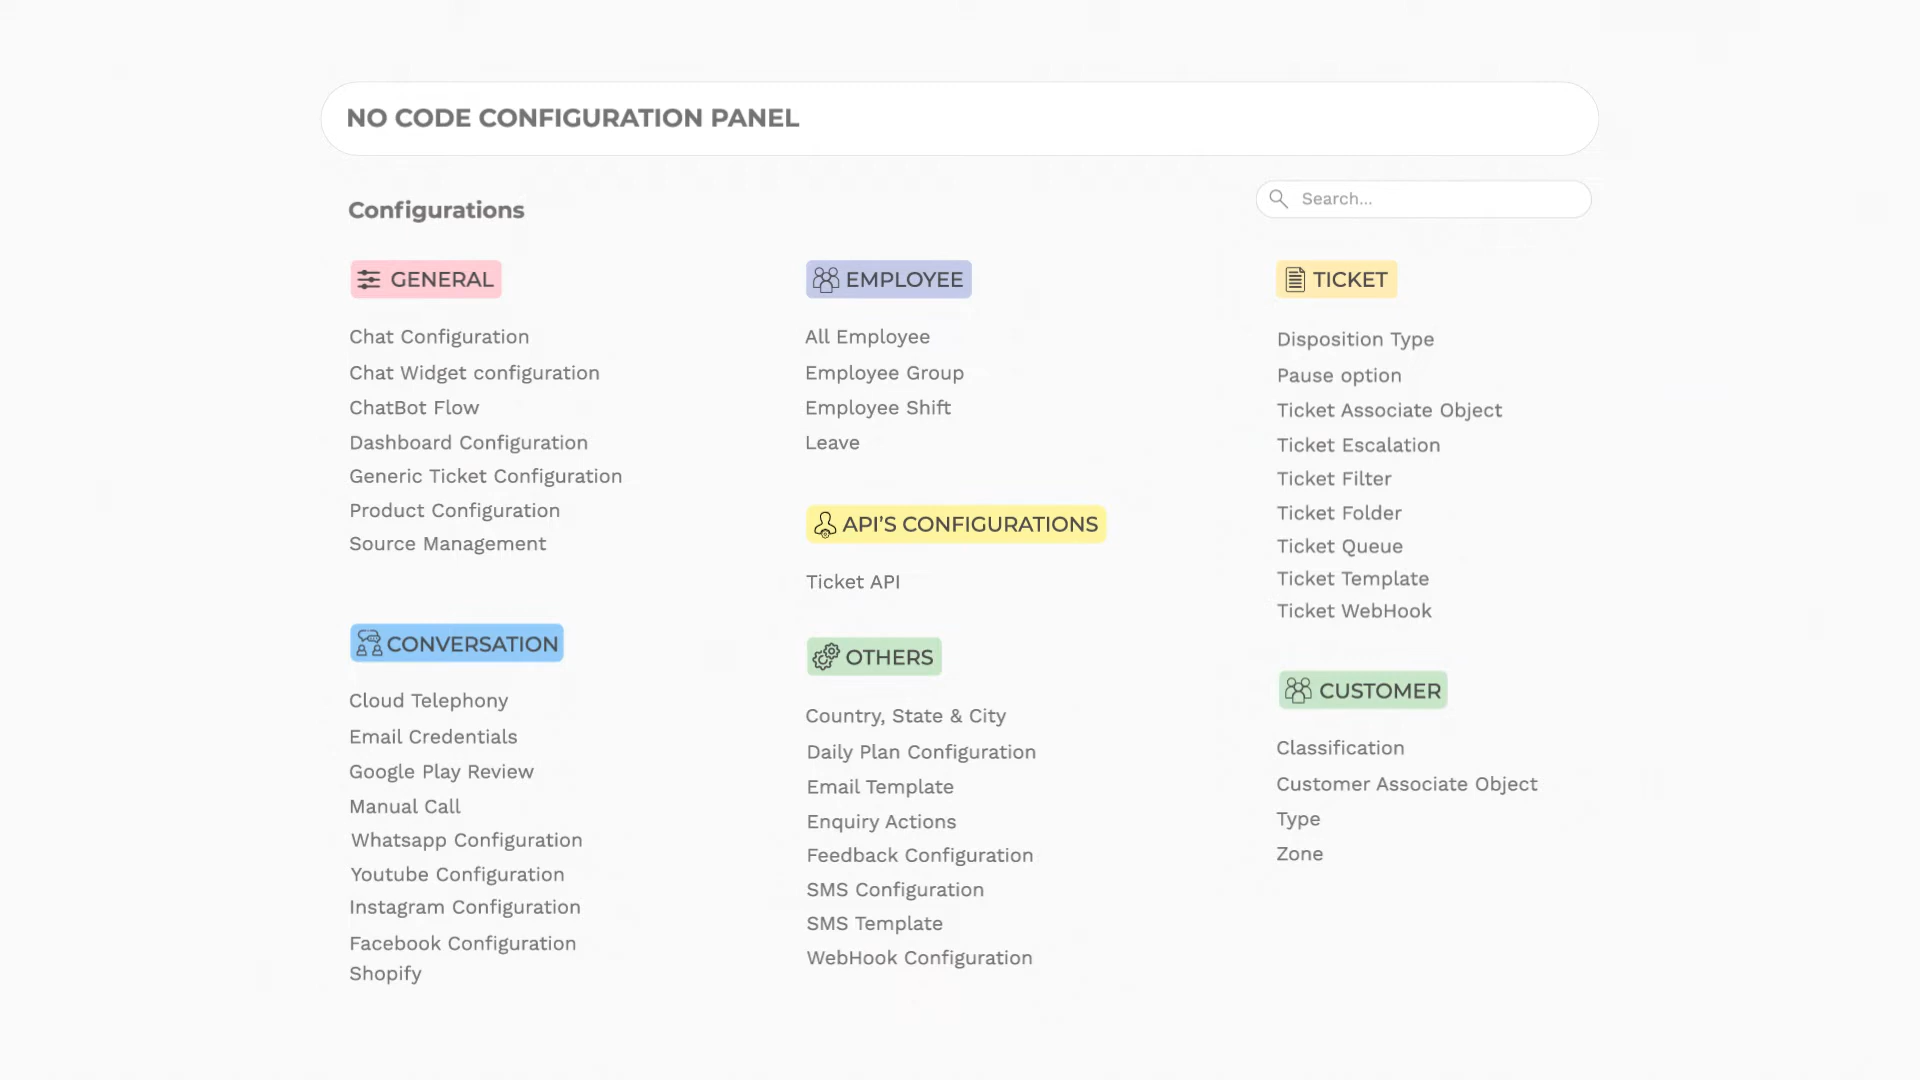 NO CODE CONFIGURATION PANEL
Configurations
Search...
GENERAL
Chat Configuration
Chat Widget configuration
ChatBot Flow
Dashboard Configuration
Generic Ticket Configuration
Product Configuration
Source Management
CONVERSATION
Cloud Telephony
Email Credentials
Google Play Review
Manual Call
Whatsapp Configuration
Youtube Configuration
Instagram Configuration
Facebook Configuration
Shopify
EMPLOYEE
All Employee
Employee Group
Employee Shift
Leave
API'S CONFIGURATIONS
Ticket API
OTHERS
Country, State & City
Daily Plan Configuration
Email Template
Enquiry Actions
Feedback Configuration
SMS Configuration
SMS Template
WebHook Configuration
TICKET
Disposition Type
Pause option
Ticket Associate Object
Ticket Escalation
Ticket Filter
Ticket Folder
Ticket Queue
Ticket Template
Ticket WebHook
CUSTOMER
Classification
Customer Associate Object
Type
Zone